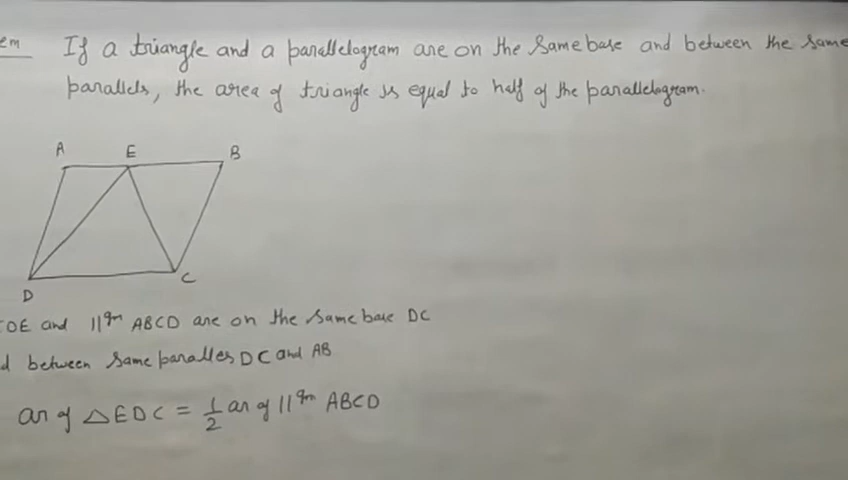 em If a triangle and a parallelogram are on the same base and between the same
parallels, the area of triangle is equal to half of the parallelogram.
A E B
C
D
CDE and ||gm ABCD are on the same base DC
d between same paralles DC and AB
ar of △EDC = 1/2 ar of ||gm ABCD